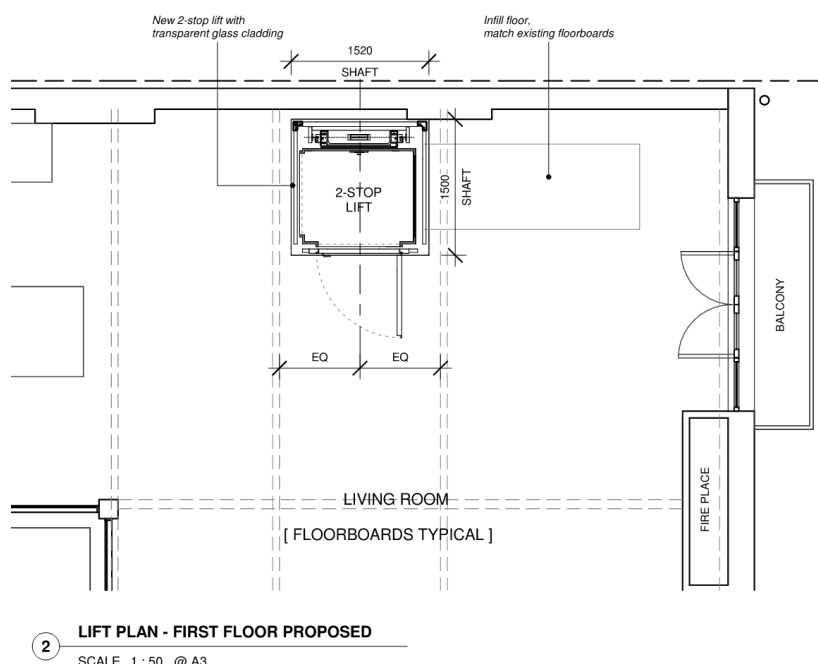 New 2-stop lift with
transparent glass cladding
Infill floor,
match existing floorboards
1520
SHAFT
2-STOP
LIFT
1500
SHAFT
BALCONY
EQ
EQ
LIVING ROOM
[ FLOORBOARDS TYPICAL ]
FIRE PLACE
2
LIFT PLAN - FIRST FLOOR PROPOSED
SCALE 1 : 50 @ A3